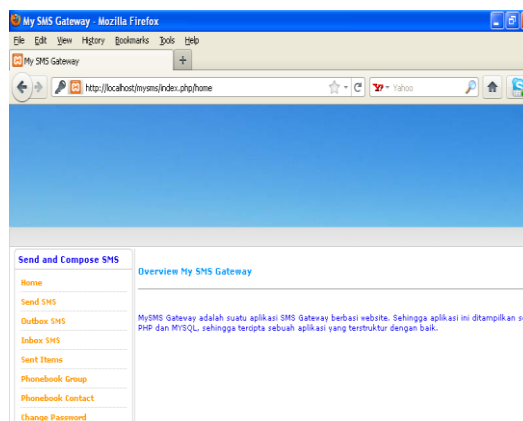 My SMS Gateway - Mozilla Firefox
File Edit View History Bookmarks Tools Help
My SMS Gateway
http://localhost/mysms/index.php/home
Yahoo
Send and Compose SMS
Home
Send SMS
Outbox SMS
Inbox SMS
Sent Items
Phonebook Group
Phonebook Contact
Change Password
Overview My SMS Gateway
MySMS Gateway adalah suatu aplikasi SMS Gateway berbasi website. Sehingga aplikasi ini ditampilkan
PHP dan MYSQL, sehingga tercipta sebuah aplikasi yang terstruktur dengan baik.